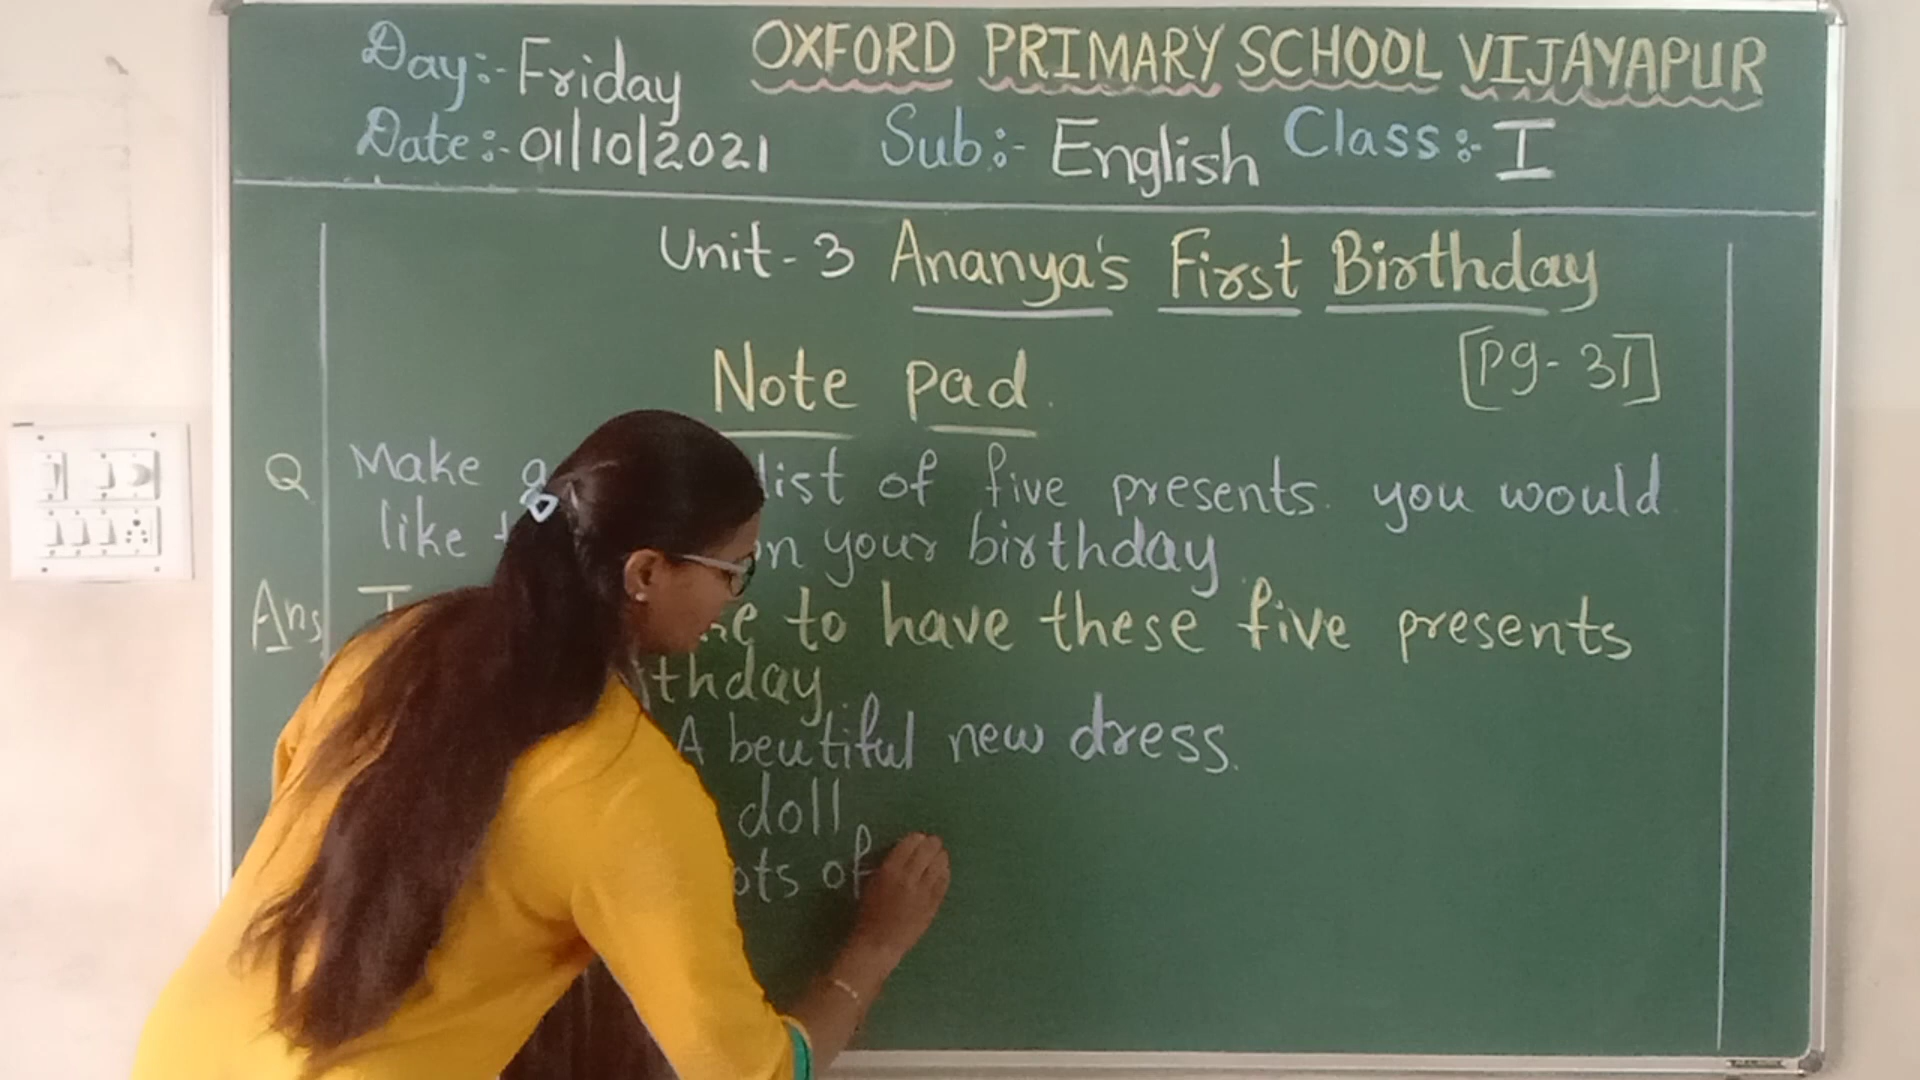 Day:- Friday OXFORD PRIMARY SCHOOL VIJAYAPUR
Date:- 01/10/2021 Sub:- English Class:- I
Unit-3 Ananya's First Birthday
Note pad [pg-31]
Q Make a list of five presents you would
like on your birthday
Ans I to have these five presents
A beutiful new dress.
doll
of